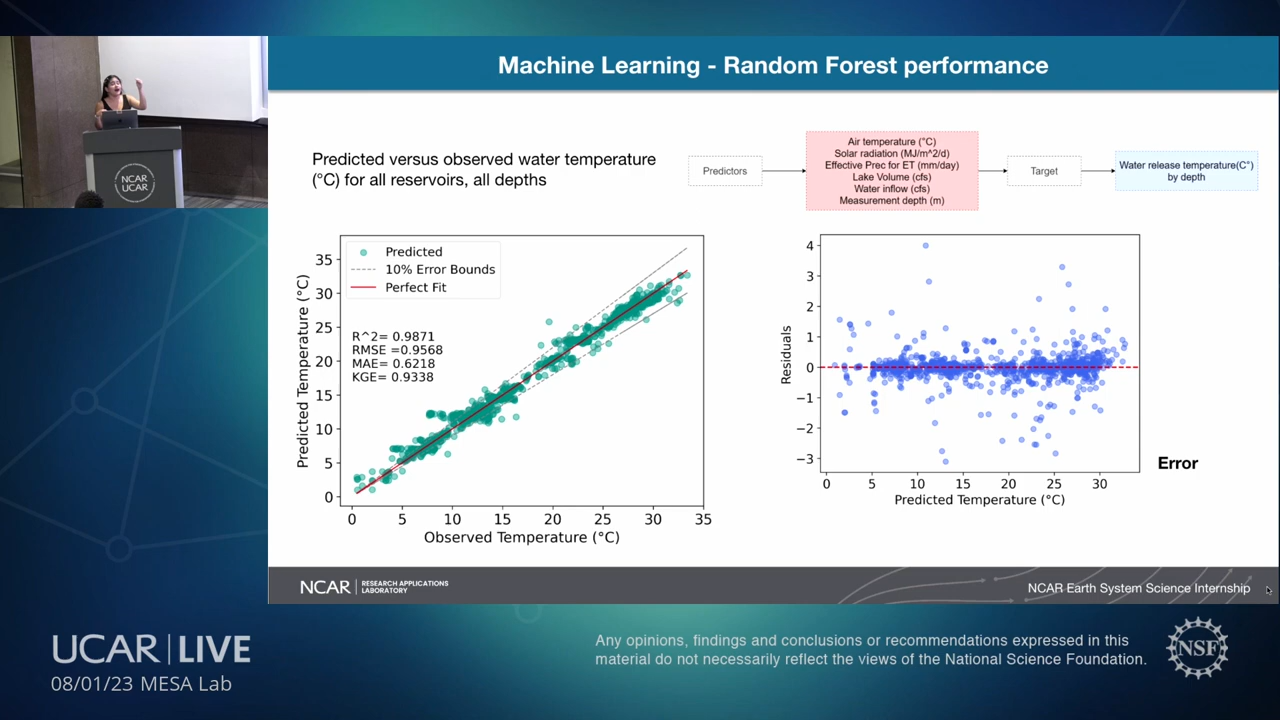 Machine Learning - Random Forest performance
NCAR
UCAR
Predicted versus observed water temperature
(°C) for all reservoirs, all depths
Predictors
Air temperature (°C)
Solar radiation (MJ/m^2/d)
Effective Prec for ET (mm/day)
Lake Volume (cfs)
Water inflow (cfs)
Measurement depth (m)
Target
Water release temperature(C°)
by depth
Predicted
10% Error Bounds
Perfect Fit
R^2= 0.9871
RMSE =0.9568
MAE= 0.6218
KGE= 0.9338
Predicted Temperature (°C)
35
30
25
20
15
10
5
0
0 5 10 15 20 25 30 35
Observed Temperature (°C)
Residuals
4
3
2
1
0
−1
−2
−3
0 5 10 15 20 25 30
Predicted Temperature (°C)
Error
NCAR | RESEARCH APPLICATIONS
LABORATORY
NCAR Earth System Science Internship
UCAR | LIVE
08/01/23 MESA Lab
Any opinions, findings and conclusions or recommendations expressed in this
material do not necessarily reflect the views of the National Science Foundation.
NSF